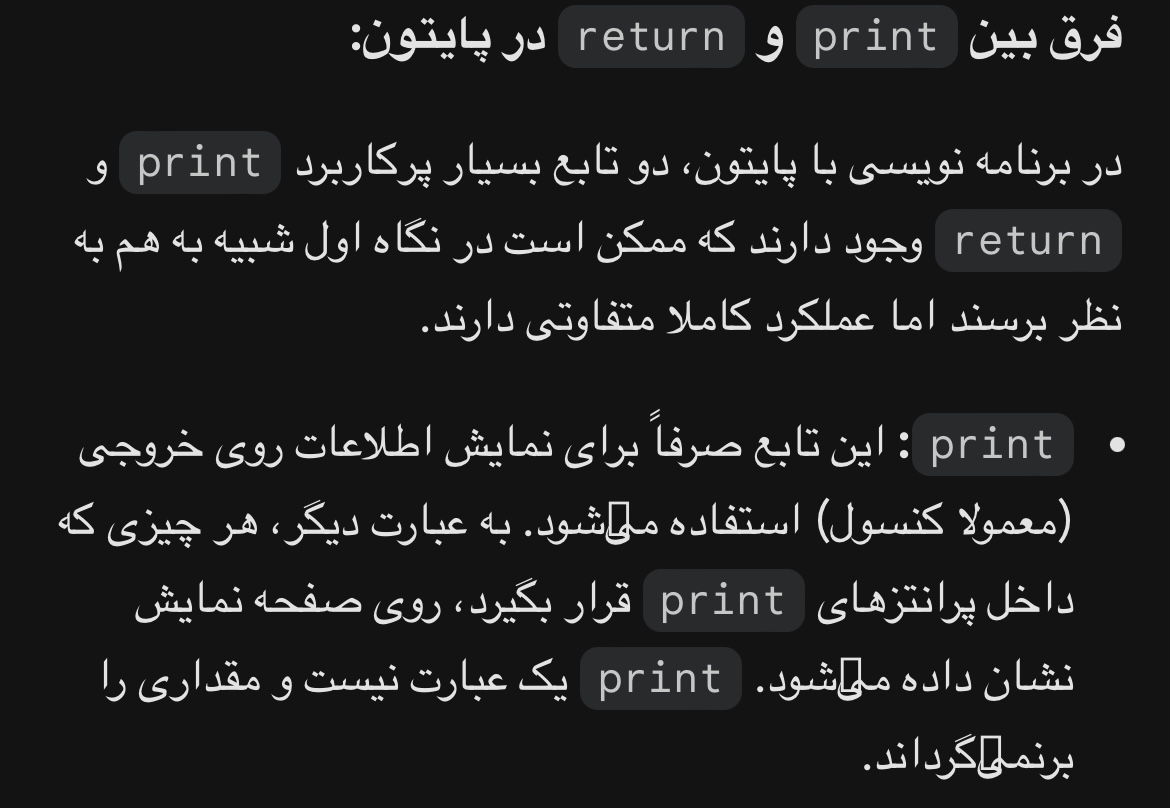 فرق بین print و return در پایتون:
در برنامه نویسی با پایتون، دو تابع بسیار پرکاربرد print و
return وجود دارند که ممکن است در نگاه اول شبیه به هم به
نظر برسند اما عملکرد کاملا متفاوتی دارند.
• print: این تابع صرفاً برای نمایش اطلاعات روی خروجی
(معمولا کنسول) استفاده می‌شود. به عبارت دیگر، هر چیزی که
داخل پرانتزهای print قرار بگیرد، روی صفحه نمایش
نشان داده می‌شود. print یک عبارت نیست و مقداری را
برنمی‌گرداند.